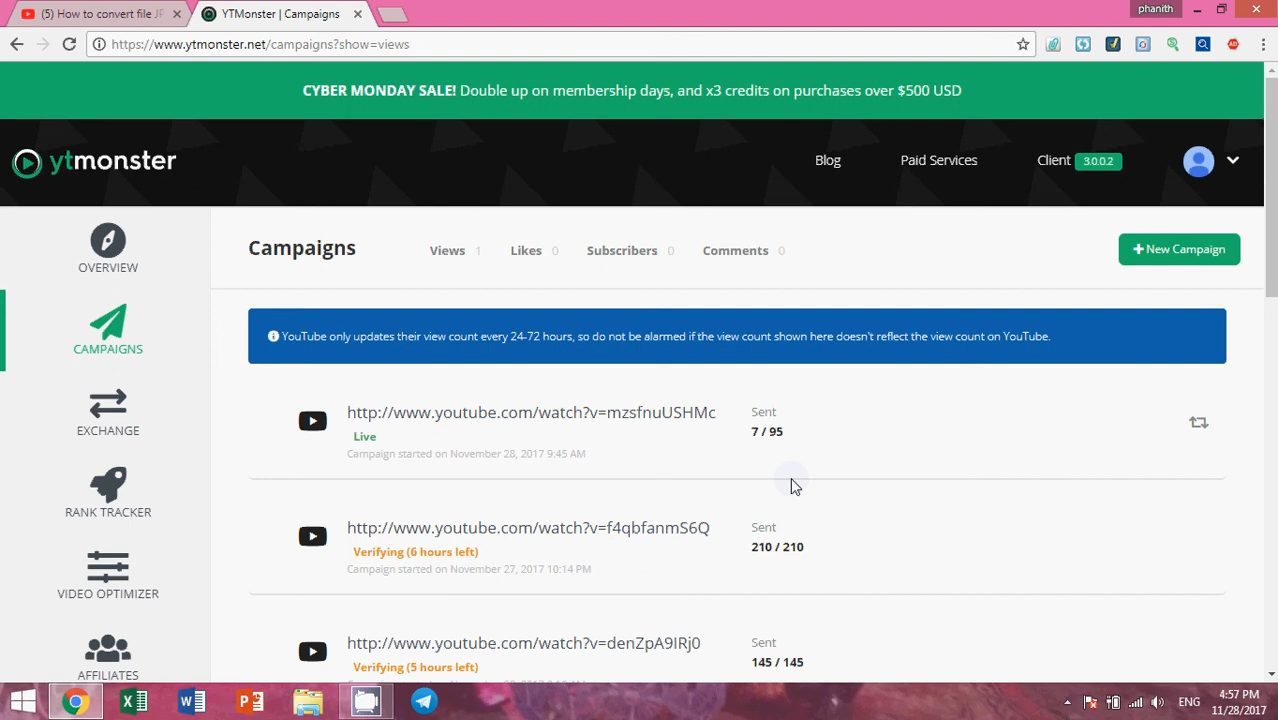 (5) How to convert file JP
YTMonster | Campaigns
phanith
https://www.ytmonster.net/campaigns?show=views
CYBER MONDAY SALE! Double up on membership days, and x3 credits on purchases over $500 USD
ytmonster
Blog
Paid Services
Client 3.0.0.2
OVERVIEW
CAMPAIGNS
EXCHANGE
RANK TRACKER
VIDEO OPTIMIZER
AFFILIATES
Campaigns
Views 1
Likes 0
Subscribers 0
Comments 0
New Campaign
YouTube only updates their view count every 24-72 hours, so do not be alarmed if the view count shown here doesn't reflect the view count on YouTube.
http://www.youtube.com/watch?v=mzsfnuUSHMc
Live
Campaign started on November 28, 2017 9:45 AM
Sent
7 / 95
http://www.youtube.com/watch?v=f4qbfanmS6Q
Verifying (6 hours left)
Campaign started on November 27, 2017 10:14 PM
Sent
210 / 210
http://www.youtube.com/watch?v=denZpA9IRj0
Verifying (5 hours left)
Sent
145 / 145
ENG
4:57 PM
11/28/2017